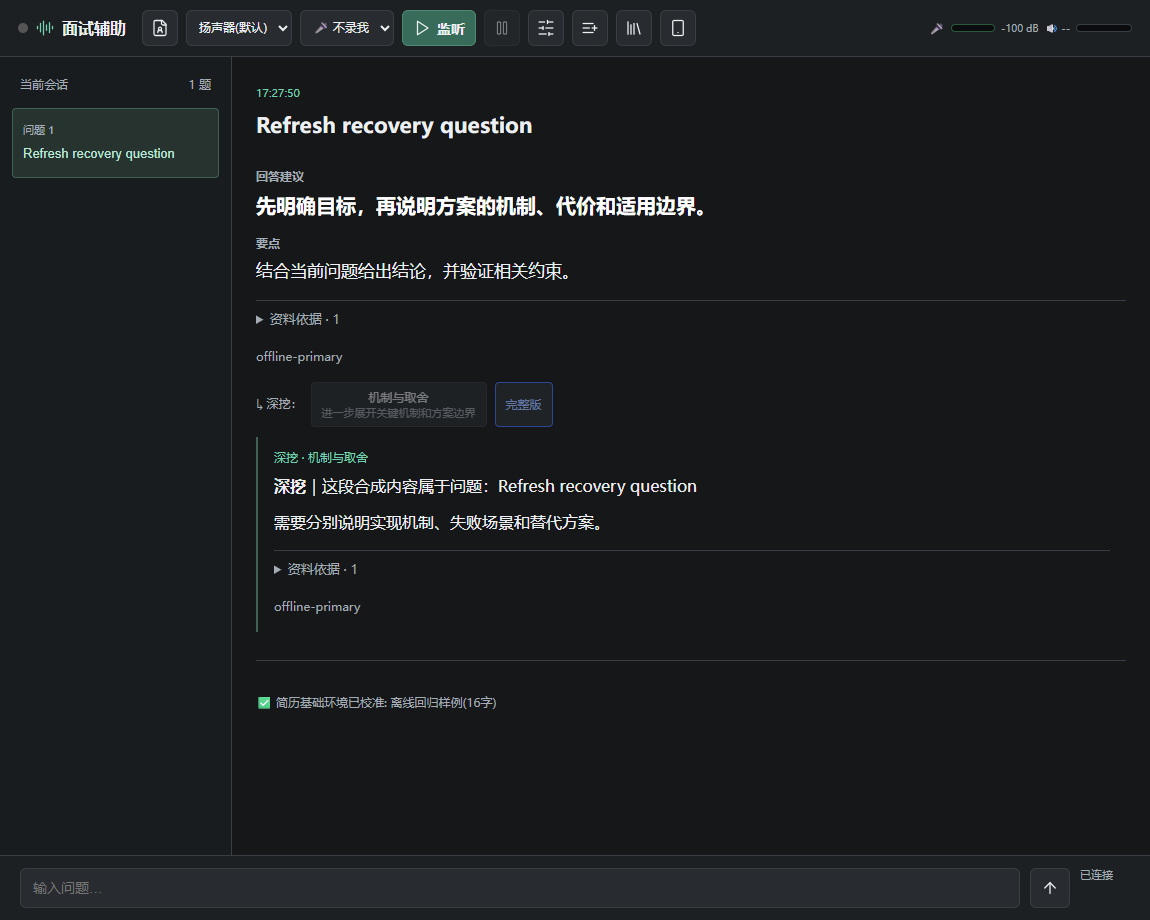 面试辅助
扬声器(默认)
不录我
监听
-100 dB
--
当前会话
1 题
问题 1
Refresh recovery question
17:27:50
Refresh recovery question
回答建议
先明确目标，再说明方案的机制、代价和适用边界。
要点
结合当前问题给出结论，并验证相关约束。
资料依据 · 1
offline-primary
↳ 深挖:
机制与取舍
进一步展开关键机制和方案边界
完整版
深挖 · 机制与取舍
深挖 | 这段合成内容属于问题：Refresh recovery question
需要分别说明实现机制、失败场景和替代方案。
资料依据 · 1
offline-primary
✅ 简历基础环境已校准: 离线回归样例(16字)
输入问题...
已连接